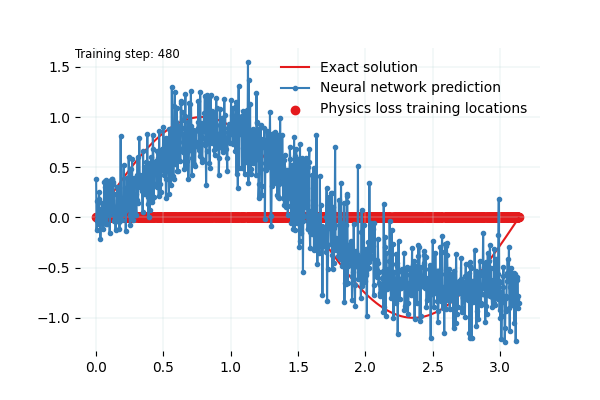 Training step: 480
Exact solution
Neural network prediction
Physics loss training locations
1.5
1.0
0.5
0.0
−0.5
−1.0
0.0 0.5 1.0 1.5 2.0 2.5 3.0